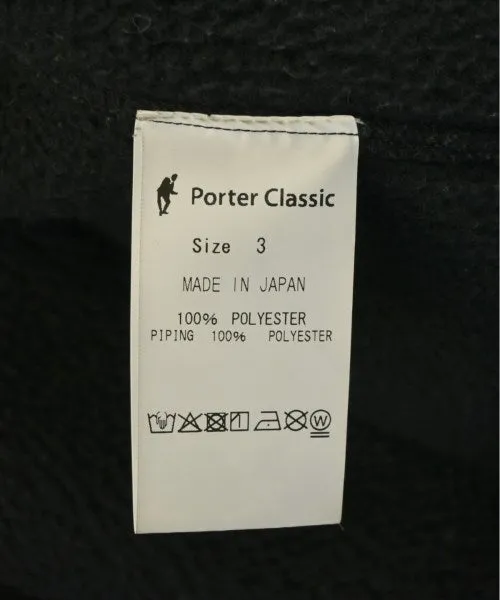 Porter Classic
Size 3
MADE IN JAPAN
100% POLYESTER
PIPING 100% POLYESTER
W